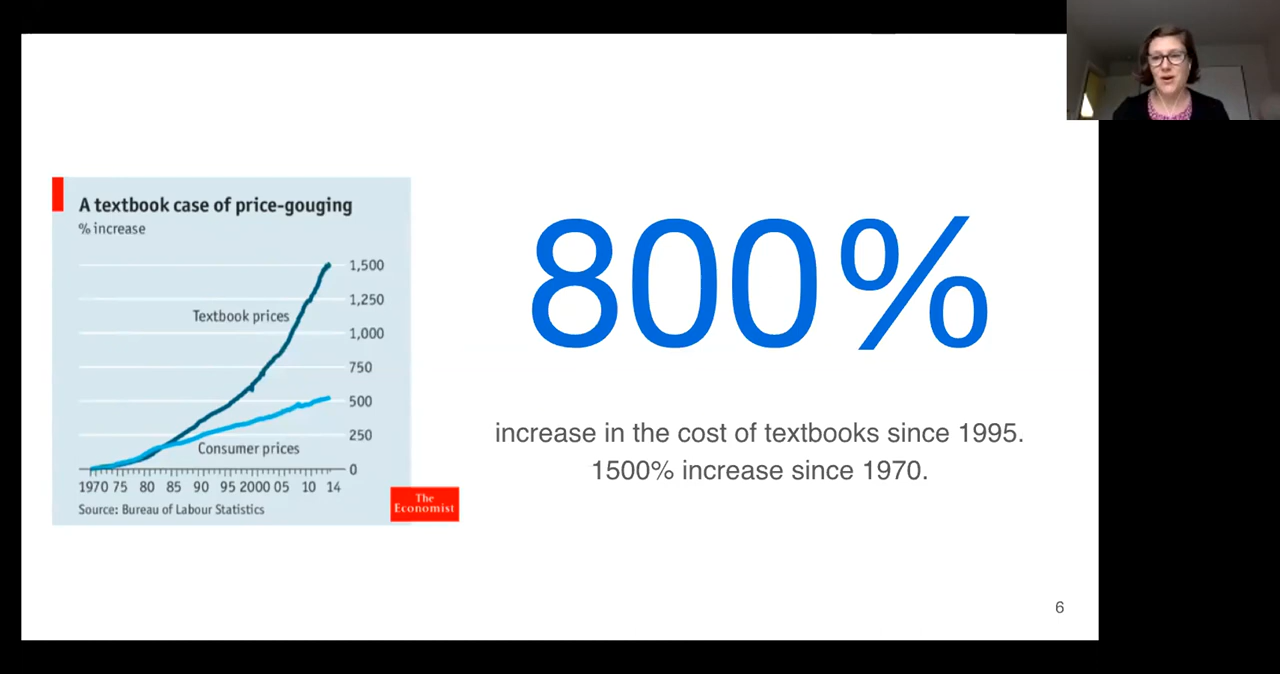 A textbook case of price-gouging
% increase
1,500
1,250
Textbook prices
1,000
750
500
250
Consumer prices
0
1970 75 80 85 90 95 2000 05 10 14
Source: Bureau of Labour Statistics
The
Economist
800%
increase in the cost of textbooks since 1995.
1500% increase since 1970.
6